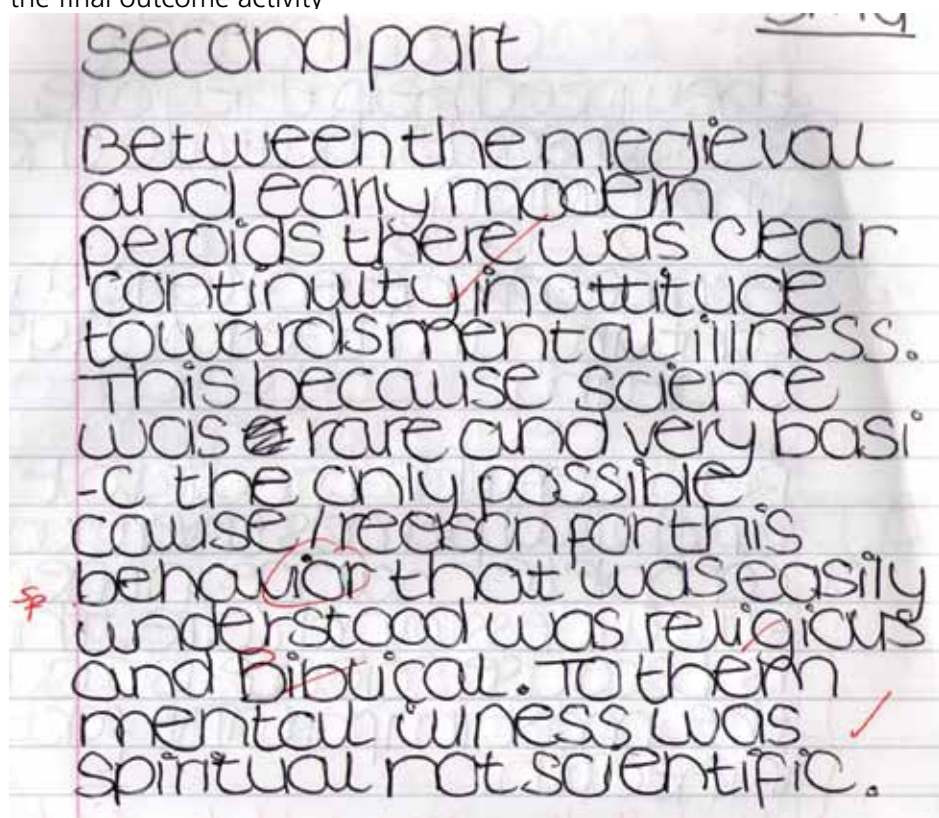 the final outcome activity
second part
Between the medieval
and early modern
peroids there was clear
continuity in attitude
towards mental illness.
This because science
was rare and very basi
-c the only possible
cause / reason for this
behavior that was easily
sp
understood was religious
and Biblical. To them
mental illness was
spiritual not scientific.